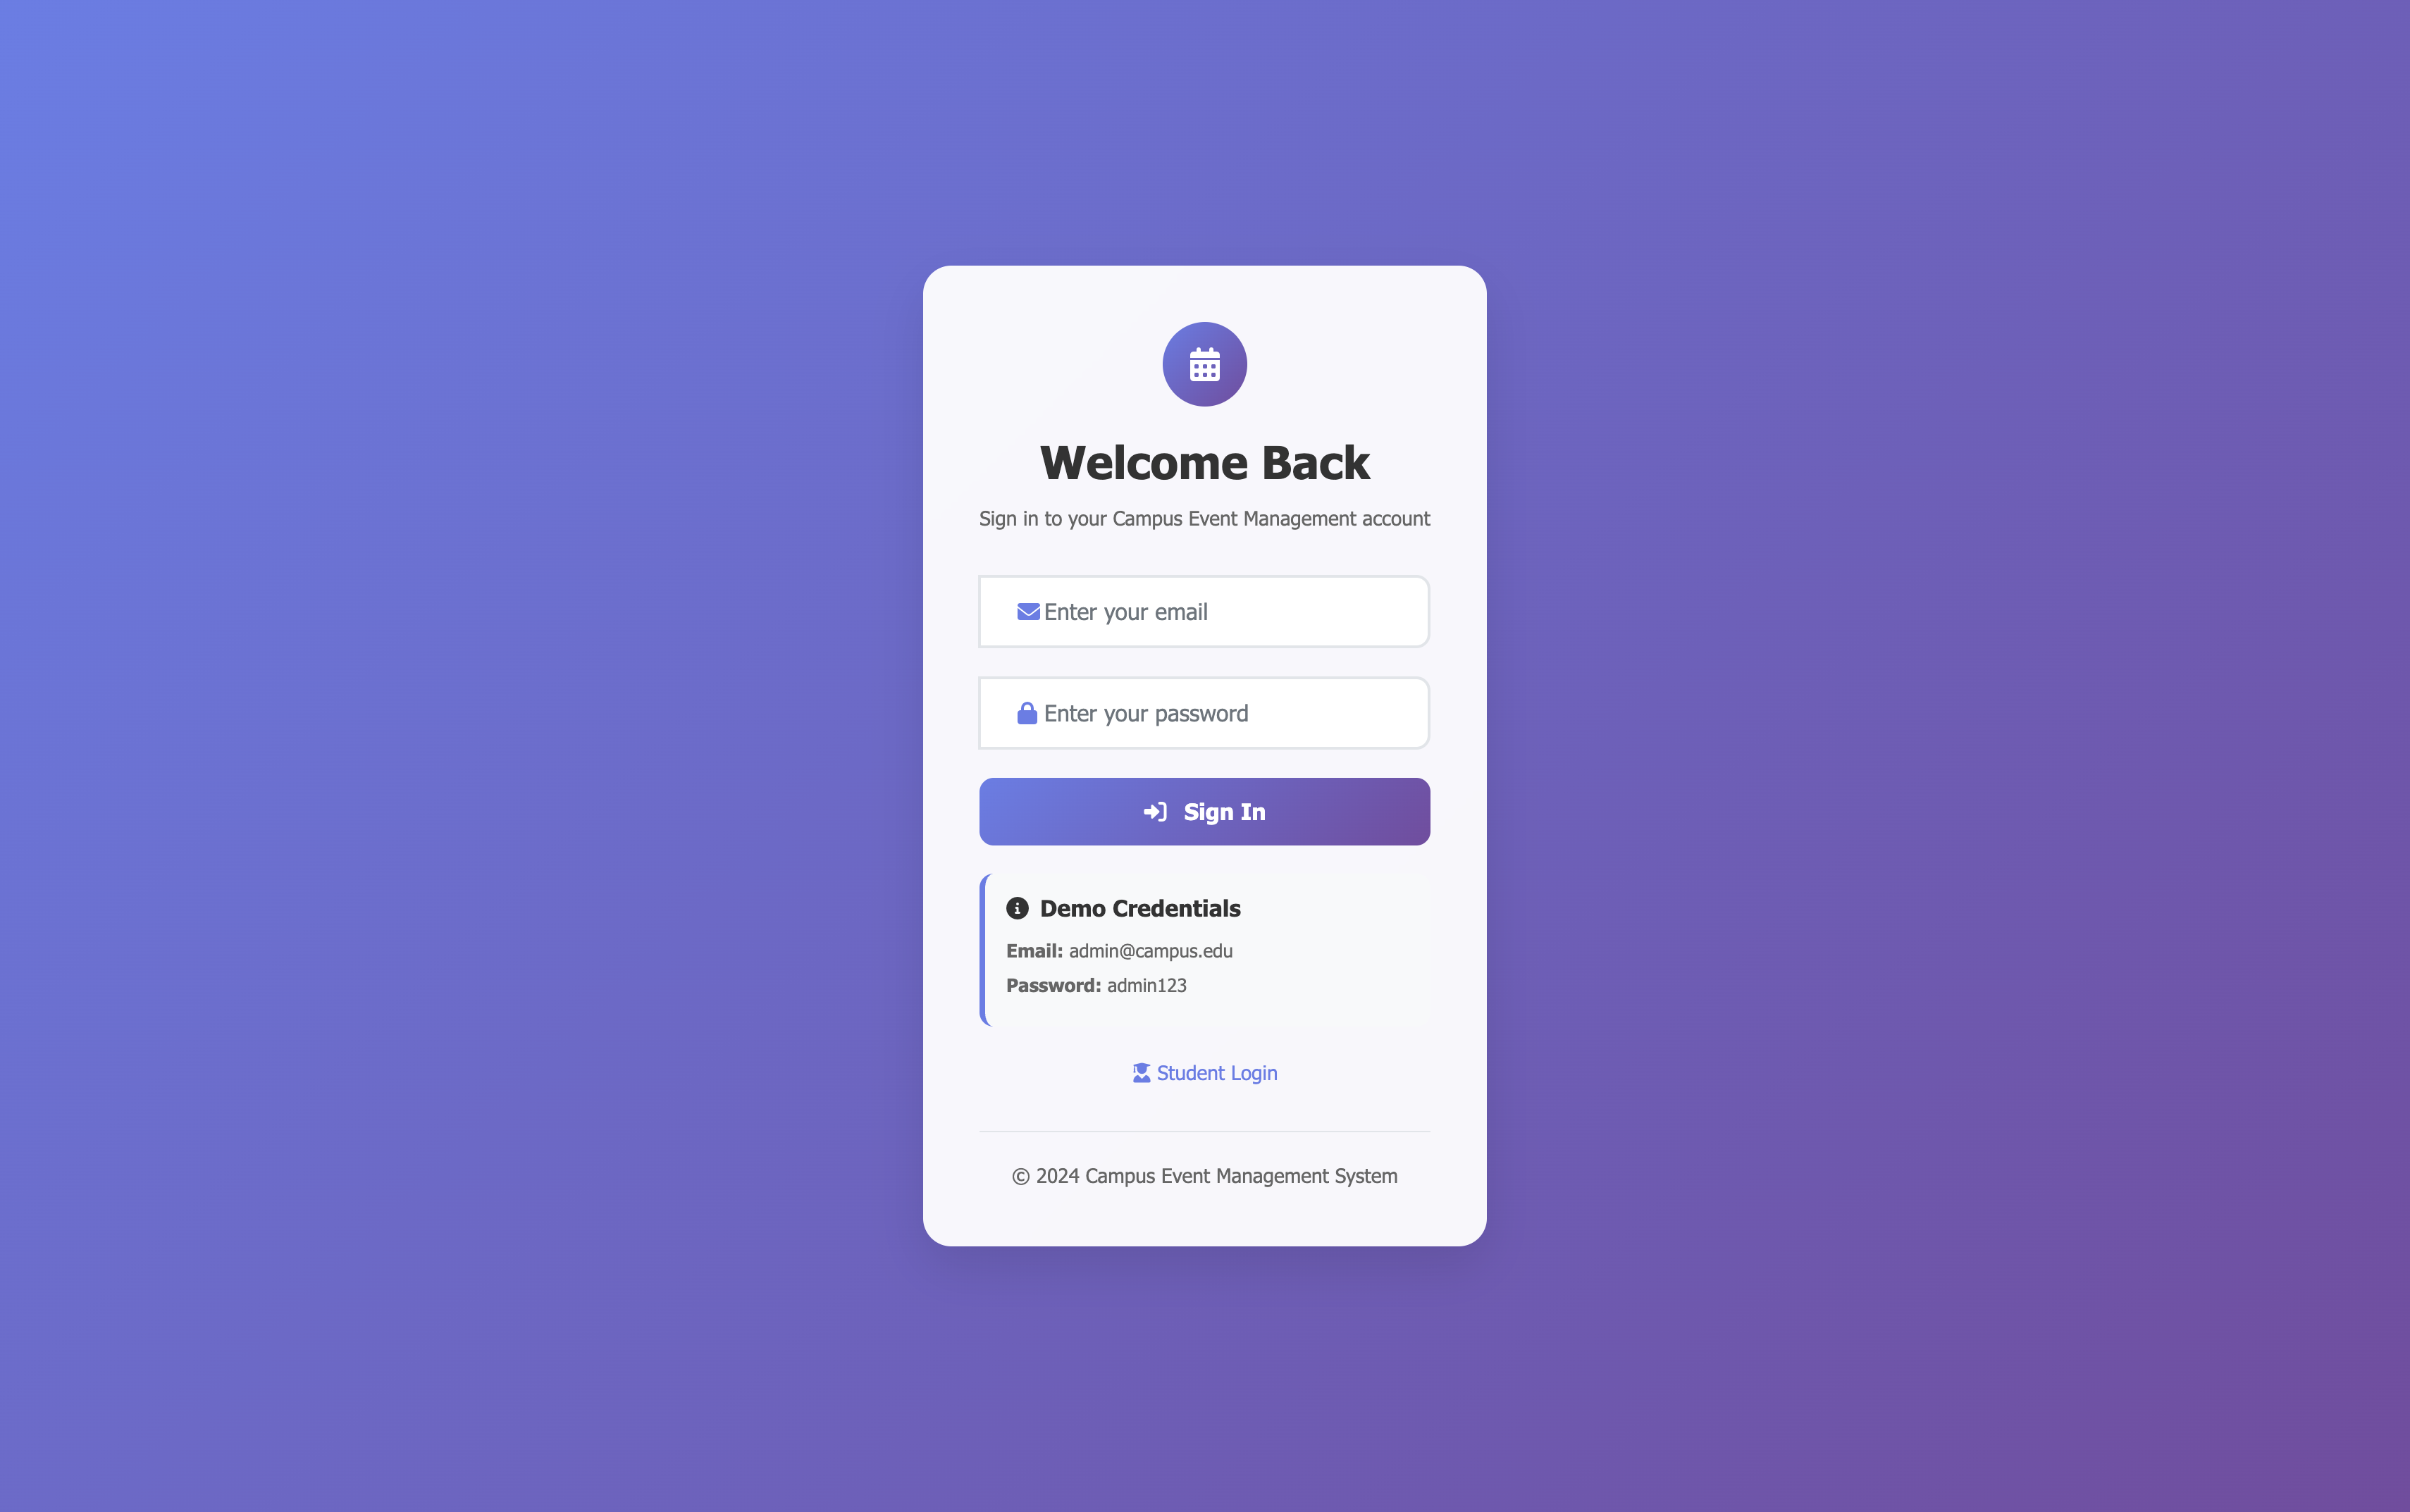 Welcome Back
Sign in to your Campus Event Management account
Enter your email
Enter your password
Sign In
Demo Credentials
Email: admin@campus.edu
Password: admin123
Student Login
© 2024 Campus Event Management System